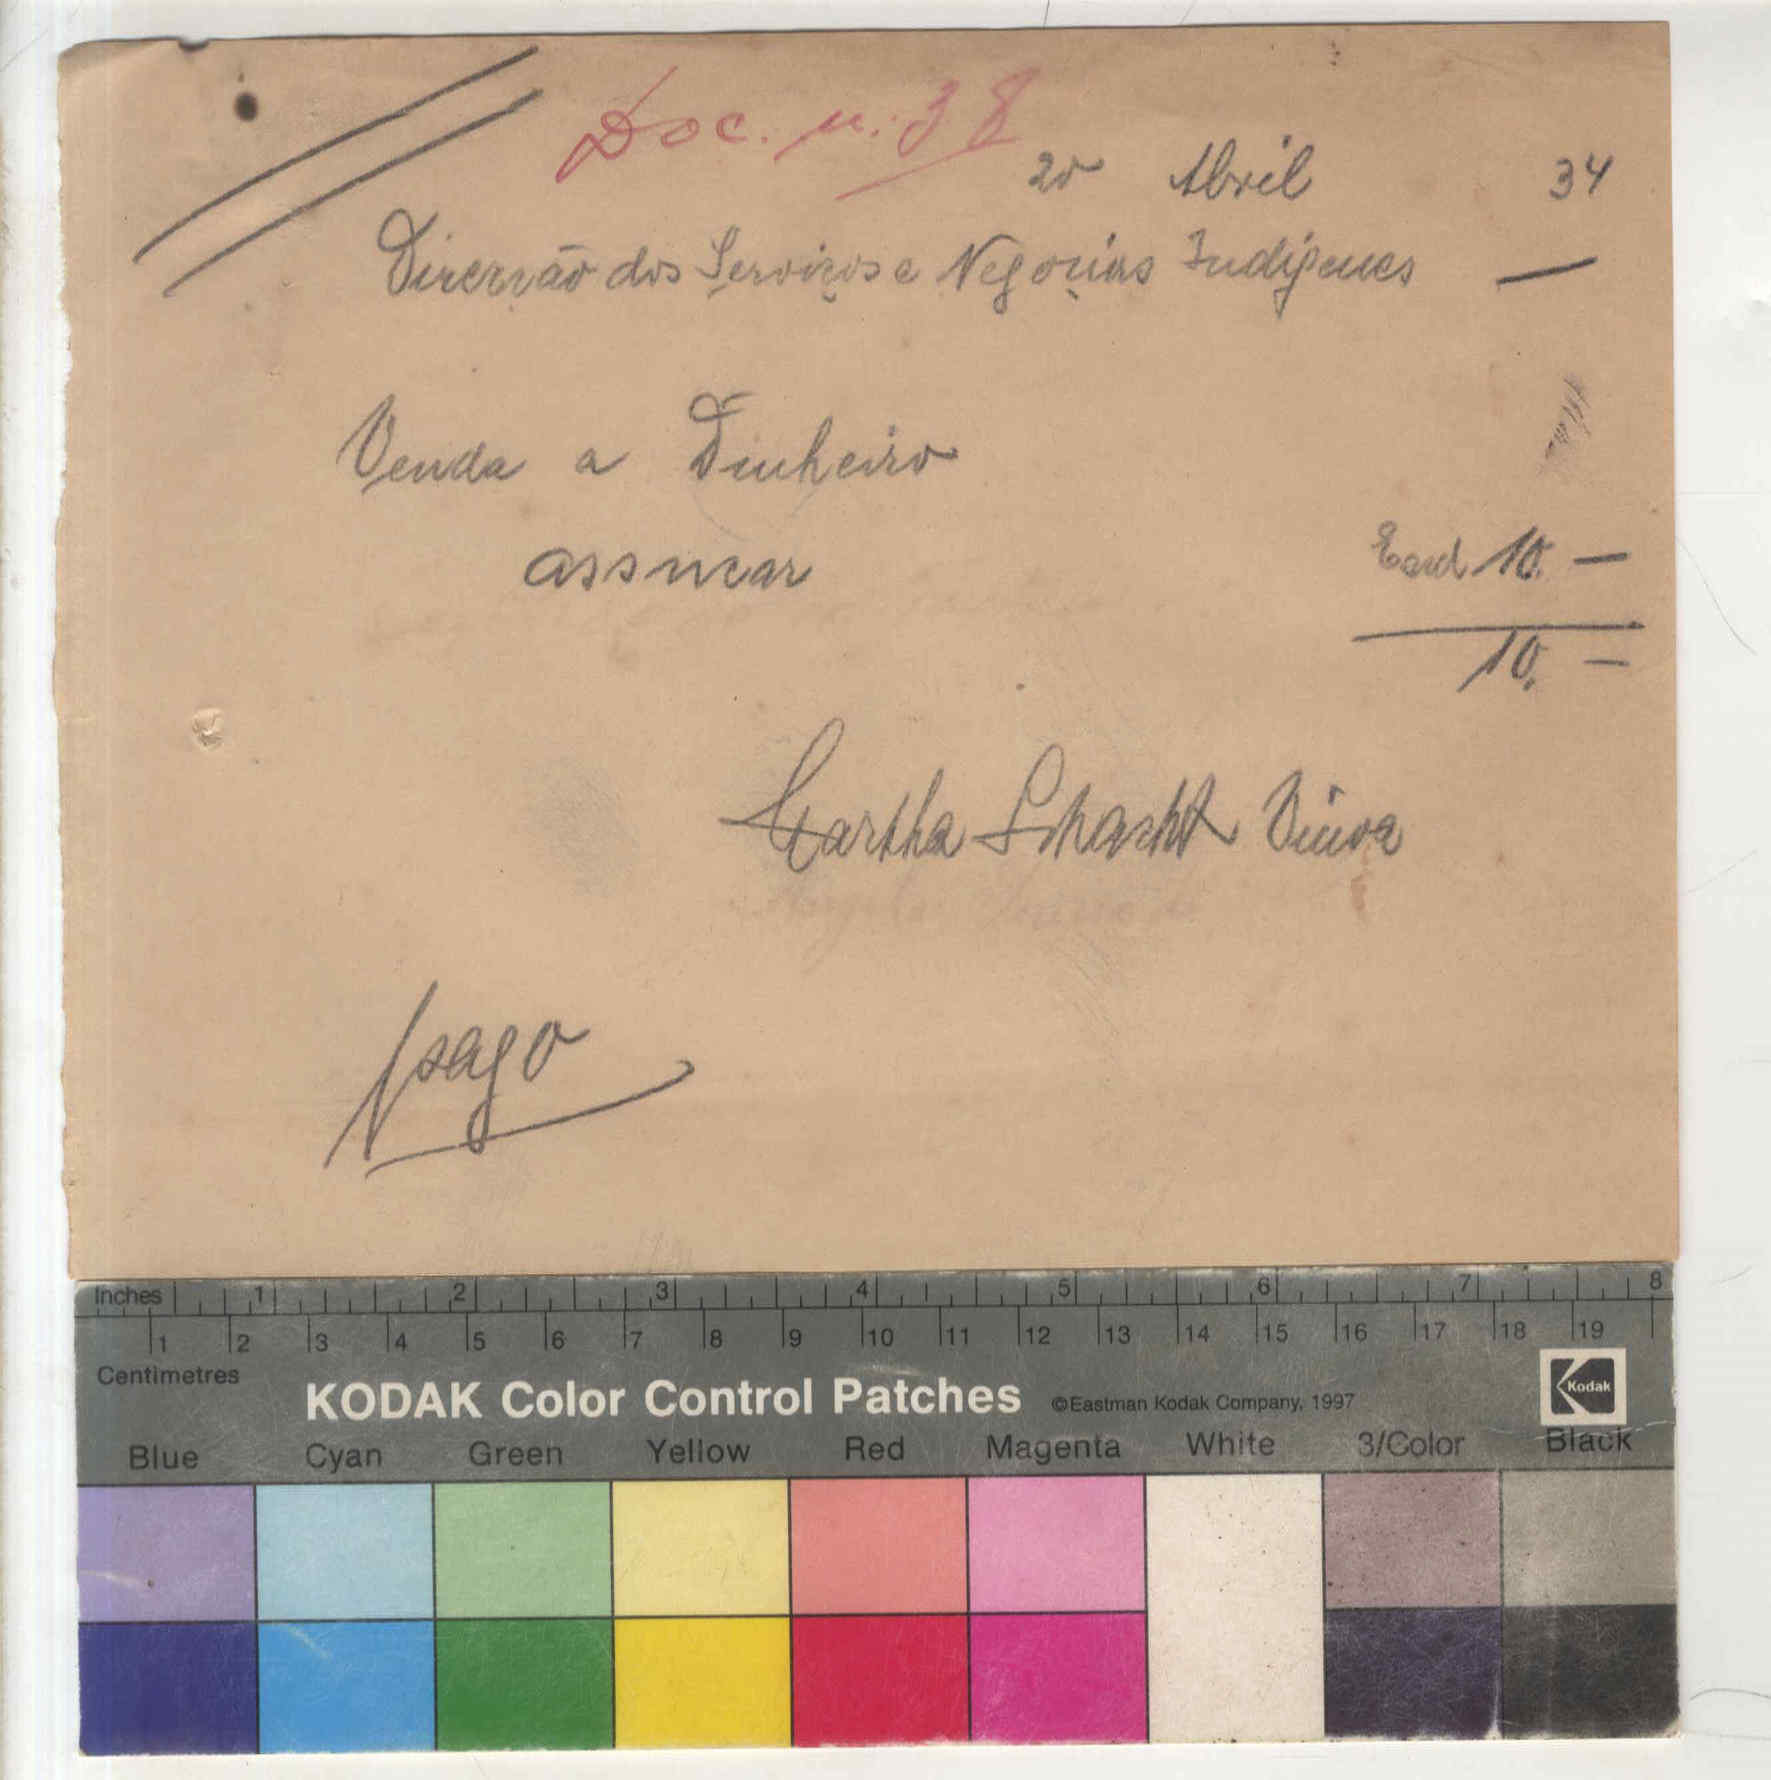 Doc. n. 38
20 Abril 34
Direcção dos Serviços e Negocias Indigenas —
Venda a Dinheiro
assucar Escd 10. —
10. —
Martha Schacht Viuva
pago
Inches 1 2 3 4 5 6 7 8
1 2 3 4 5 6 7 8 9 10 11 12 13 14 15 16 17 18 19
Centimetres
KODAK Color Control Patches ©Eastman Kodak Company, 1997 Kodak
Blue Cyan Green Yellow Red Magenta White 3/Color Black